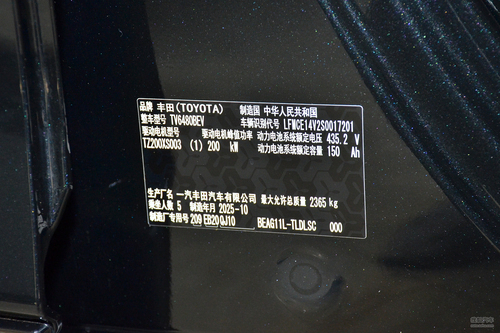 品牌 丰田(TOYOTA) 制造国 中华人民共和国
整车型号 TV6480BEV 车辆识别代号 LFMCE14V2S0017201
驱动电机型号 驱动电机峰值功率 动力电池系统额定电压 435.2 V
TZ200XS003 (1) 200 kW 动力电池系统额定容量 150 Ah
生产厂名 一汽丰田汽车有限公司 最大允许总质量 2365 kg
乘坐人数 5 制造年月 2025-10
制造厂专用号 209 EB20 QJ10 BEAG11L-TLDLSC 000